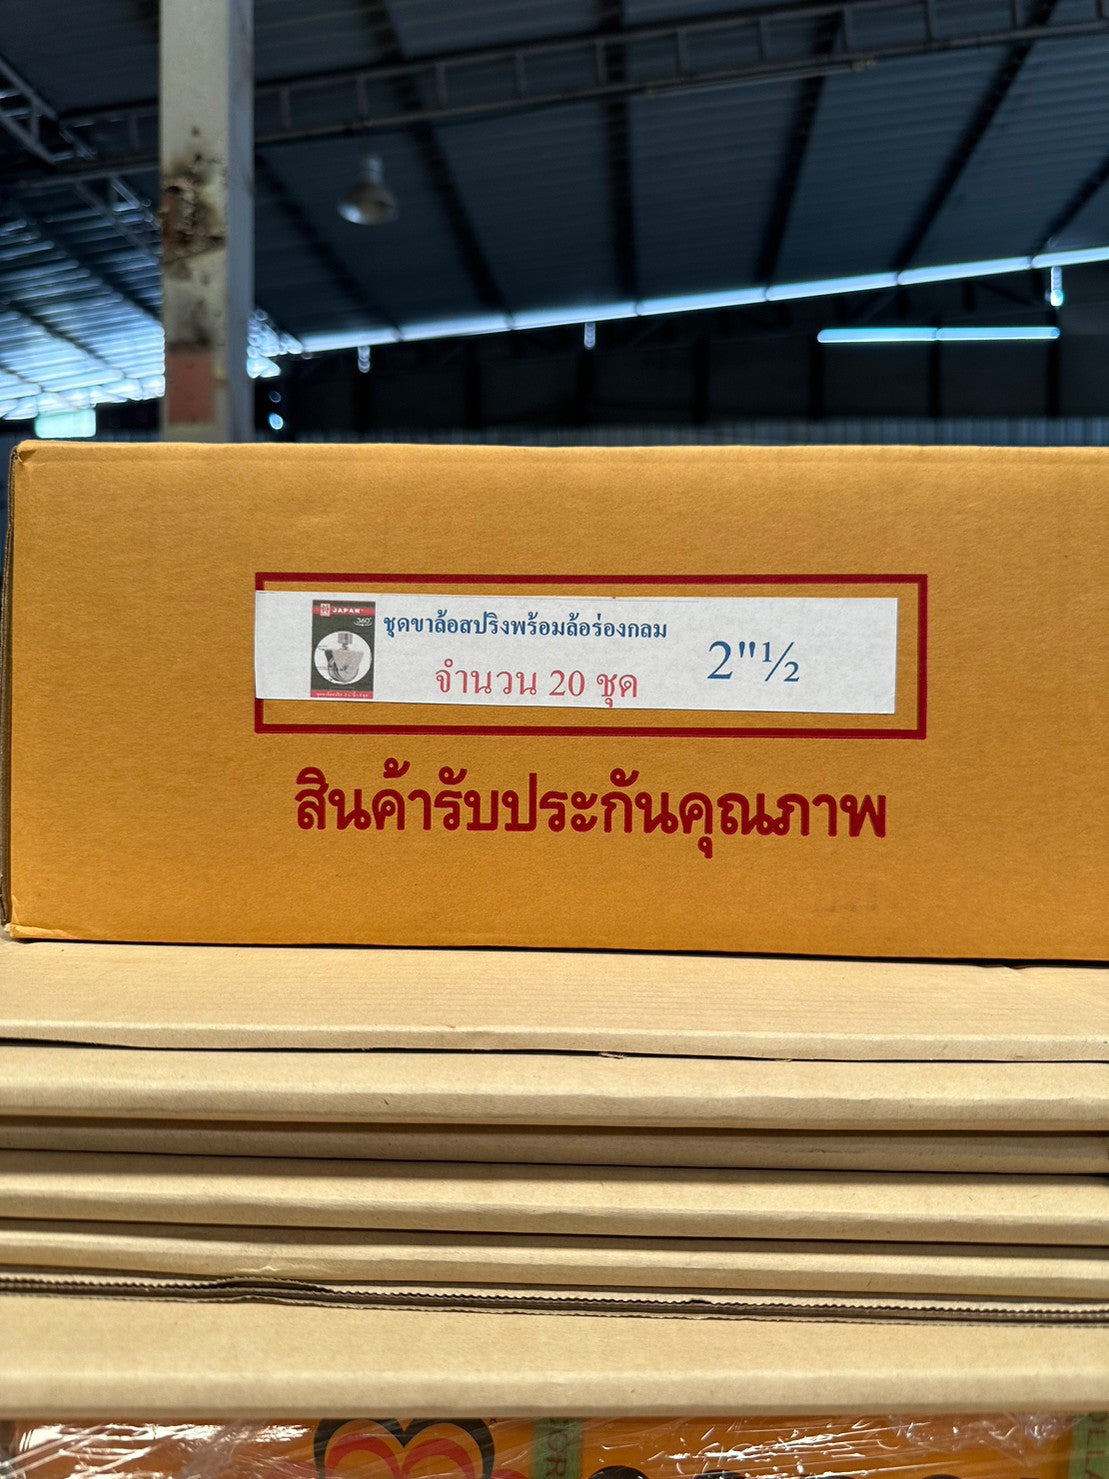 JAPAN
360°
ชุดขาล้อสปริงพร้อมล้อร่องกลม
2"½
จำนวน 20 ชุด
สินค้ารับประกันคุณภาพ